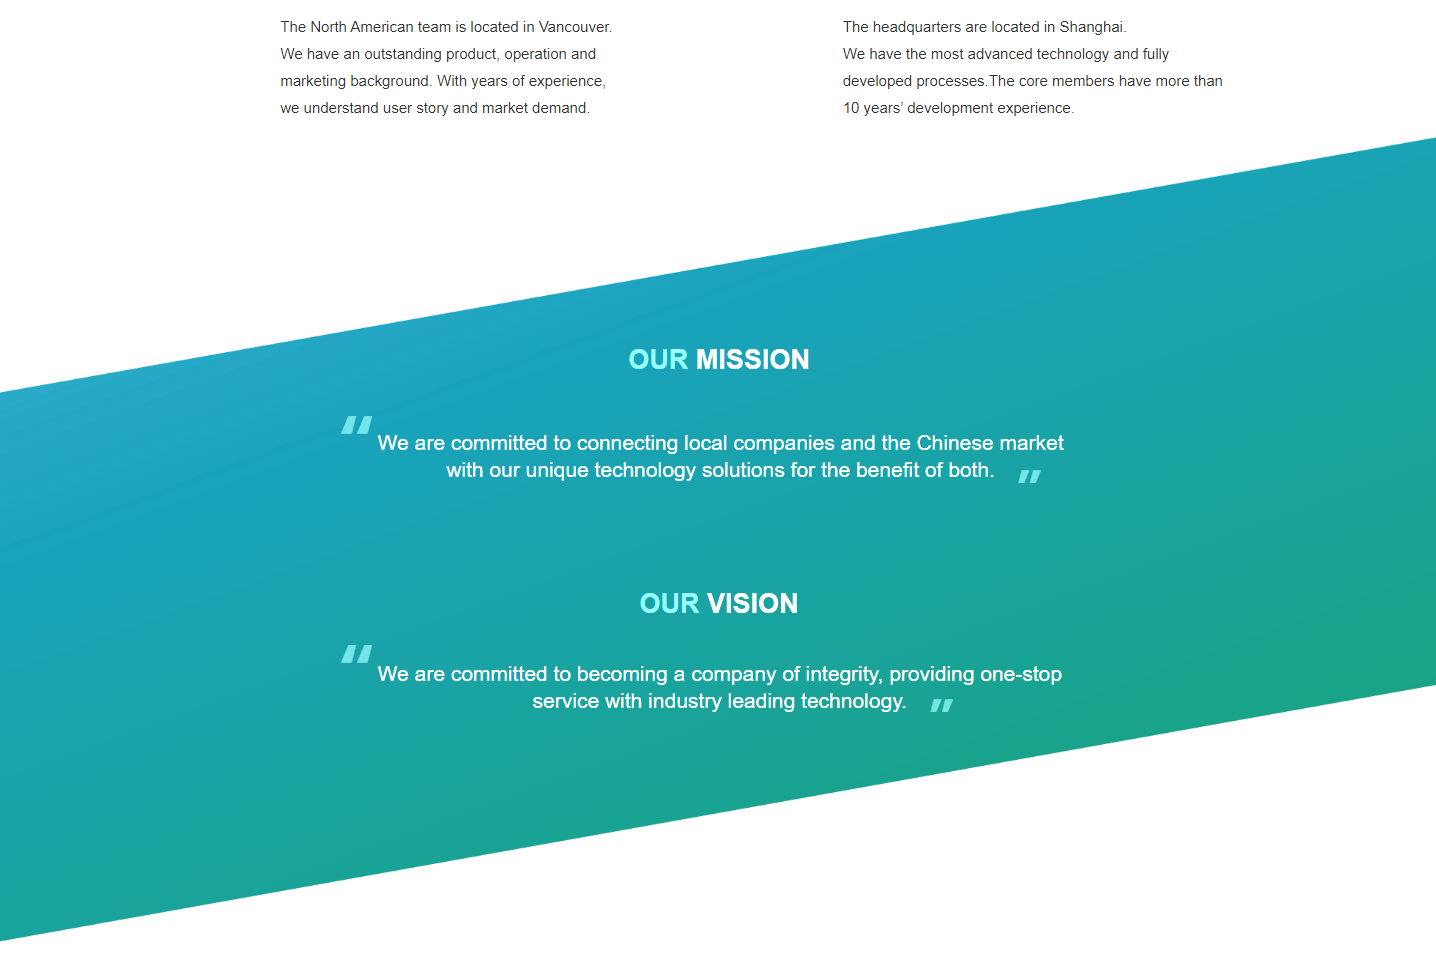 The North American team is located in Vancouver.
We have an outstanding product, operation and
marketing background. With years of experience,
we understand user story and market demand.
The headquarters are located in Shanghai.
We have the most advanced technology and fully
developed processes.The core members have more than
10 years’ development experience.
OUR MISSION
" We are committed to connecting local companies and the Chinese market
with our unique technology solutions for the benefit of both. "
OUR VISION
" We are committed to becoming a company of integrity, providing one-stop
service with industry leading technology. "